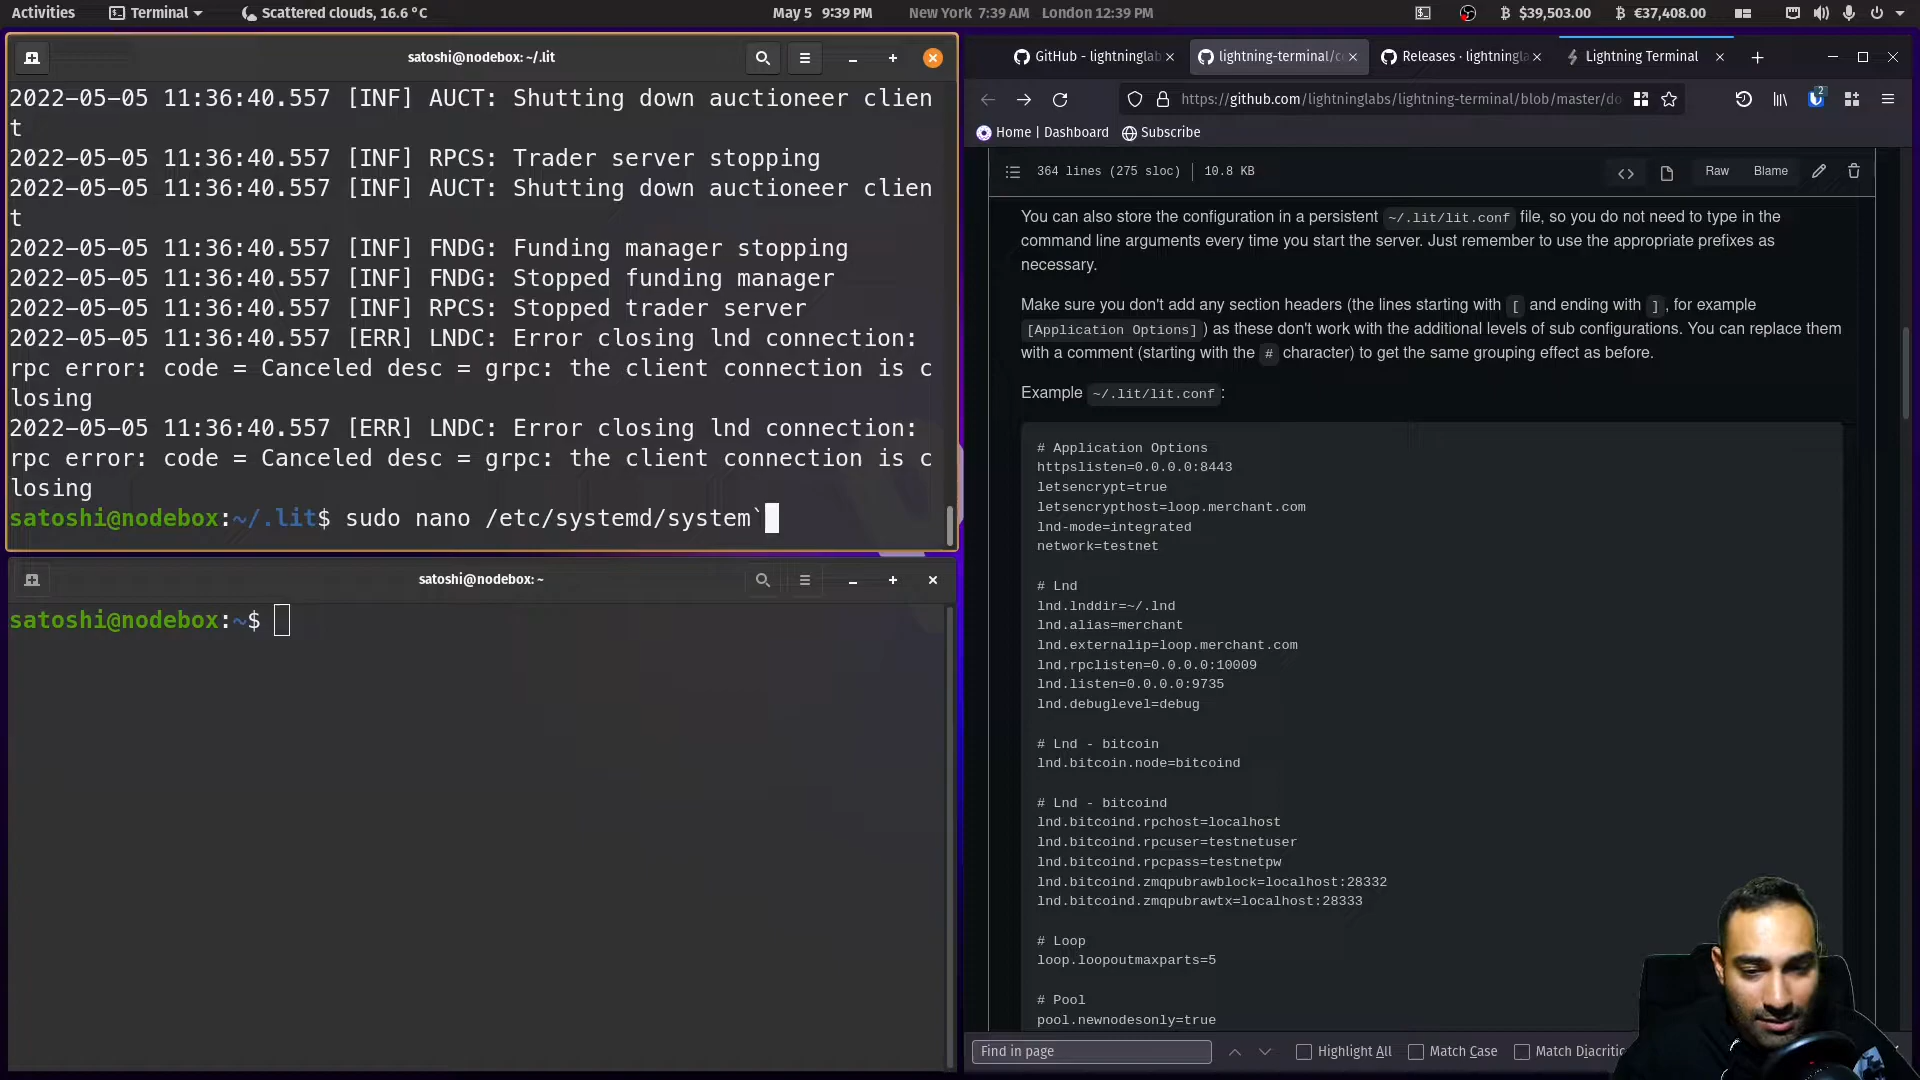 Activities
Terminal
Scattered clouds, 16.6 °C
May 5 9:39 PM
New York 7:39 AM London 12:39 PM
$39,503.00
€37,408.00
satoshi@nodebox: ~/.lit
2022-05-05 11:36:40.557 [INF] AUCT: Shutting down auctioneer clien
t
2022-05-05 11:36:40.557 [INF] RPCS: Trader server stopping
2022-05-05 11:36:40.557 [INF] AUCT: Shutting down auctioneer clien
t
2022-05-05 11:36:40.557 [INF] FNDG: Funding manager stopping
2022-05-05 11:36:40.557 [INF] FNDG: Stopped funding manager
2022-05-05 11:36:40.557 [INF] RPCS: Stopped trader server
2022-05-05 11:36:40.557 [ERR] LNDC: Error closing lnd connection:
rpc error: code = Canceled desc = grpc: the client connection is c
losing
2022-05-05 11:36:40.557 [ERR] LNDC: Error closing lnd connection:
rpc error: code = Canceled desc = grpc: the client connection is c
losing
satoshi@nodebox:~/.lit$ sudo nano /etc/systemd/system`
satoshi@nodebox: ~
satoshi@nodebox:~$
GitHub - lightninglab
lightning-terminal/c
Releases · lightningla
Lightning Terminal
https://github.com/lightninglabs/lightning-terminal/blob/master/do
2
Home | Dashboard
Subscribe
364 lines (275 sloc) 10.8 KB
Raw
Blame
You can also store the configuration in a persistent ~/.lit/lit.conf file, so you do not need to type in the
command line arguments every time you start the server. Just remember to use the appropriate prefixes as
necessary.
Make sure you don't add any section headers (the lines starting with [ and ending with ], for example
[Application Options]) as these don't work with the additional levels of sub configurations. You can replace them
with a comment (starting with the # character) to get the same grouping effect as before.
Example ~/.lit/lit.conf:
# Application Options
httpslisten=0.0.0.0:8443
letsencrypt=true
letsencrypthost=loop.merchant.com
lnd-mode=integrated
network=testnet
# Lnd
lnd.lnddir=~/.lnd
lnd.alias=merchant
lnd.externalip=loop.merchant.com
lnd.rpclisten=0.0.0.0:10009
lnd.listen=0.0.0.0:9735
lnd.debuglevel=debug
# Lnd - bitcoin
lnd.bitcoin.node=bitcoind
# Lnd - bitcoind
lnd.bitcoind.rpchost=localhost
lnd.bitcoind.rpcuser=testnetuser
lnd.bitcoind.rpcpass=testnetpw
lnd.bitcoind.zmqpubrawblock=localhost:28332
lnd.bitcoind.zmqpubrawtx=localhost:28333
# Loop
loop.loopoutmaxparts=5
# Pool
pool.newnodesonly=true
Find in page
Highlight All
Match Case
Match Diacritic